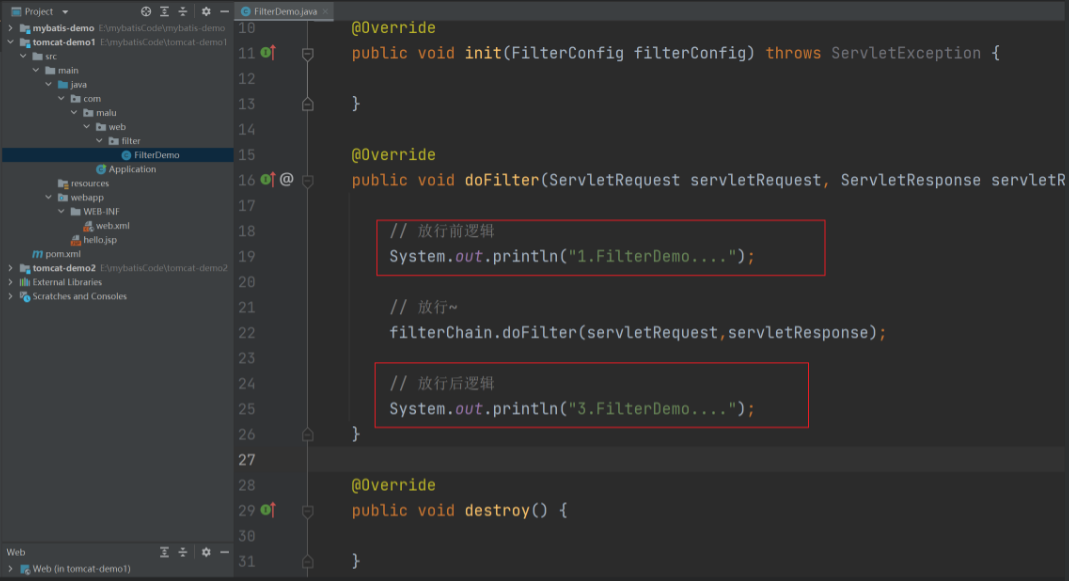 Project
mybatis-demo E:\mybatisCode\mybatis-demo
tomcat-demo1 E:\mybatisCode\tomcat-demo1
src
main
java
com
malu
web
filter
FilterDemo
Application
resources
webapp
WEB-INF
web.xml
hello.jsp
pom.xml
tomcat-demo2 E:\mybatisCode\tomcat-demo2
External Libraries
Scratches and Consoles
Web
Web (in tomcat-demo1)
FilterDemo.java
10 @Override
11 public void init(FilterConfig filterConfig) throws ServletException {
12
13 }
14
15 @Override
16 @ public void doFilter(ServletRequest servletRequest, ServletResponse servletR
17
18 // 放行前逻辑
19 System.out.println("1.FilterDemo....");
20
21 // 放行~
22 filterChain.doFilter(servletRequest,servletResponse);
23
24 // 放行后逻辑
25 System.out.println("3.FilterDemo....");
26 }
27
28 @Override
29 public void destroy() {
30
31 }